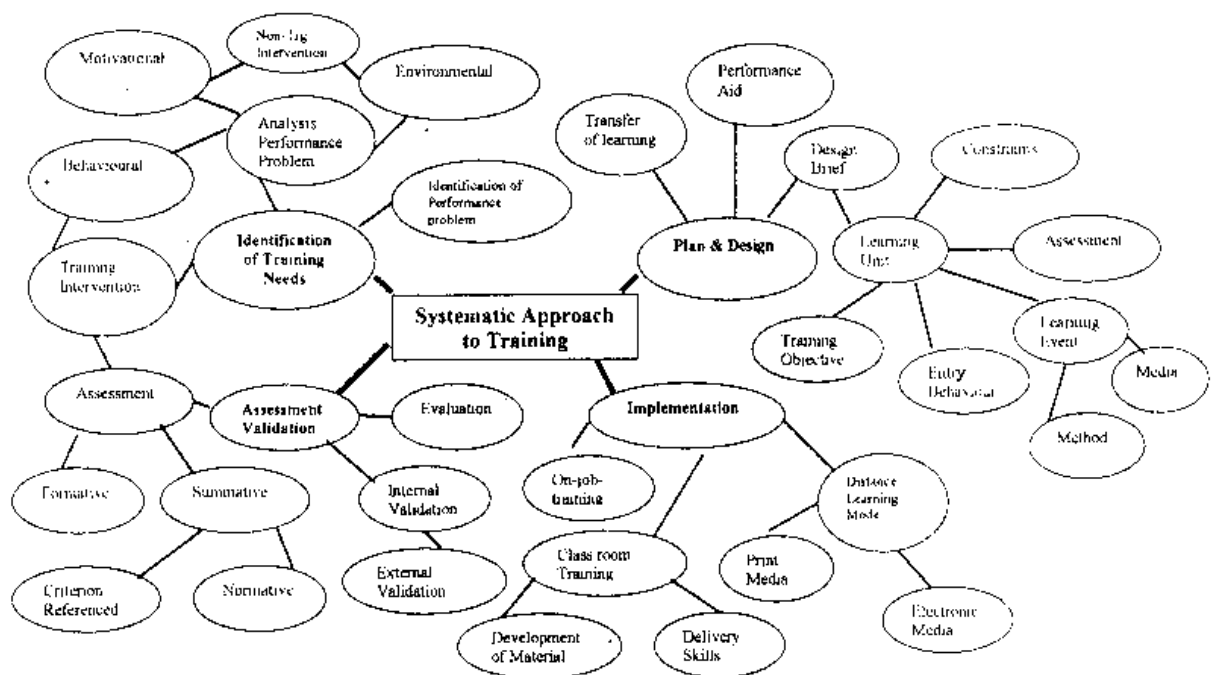 Non-Trg
Intervention
Motivational
Environmental
Performance
Aid
Analysis
Performance
Problem
Transfer
of learning
Design
Brief
Constraints
Behavioural
Identification of
Performance
problem
Identification
of Training
Needs
Plan & Design
Learning
Unit
Assessment
Training
Intervention
Systematic Approach
to Training
Training
Objective
Learning
Event
Entry
Behaviour
Media
Assessment
Assessment
Validation
Evaluation
Implementation
Method
Formative
Summative
Internal
Validation
On-job-
training
Distance
Learning
Mode
Class room
Training
Print
Media
Criterion
Referenced
Normative
External
Validation
Development
of Material
Delivery
Skills
Electronic
Media